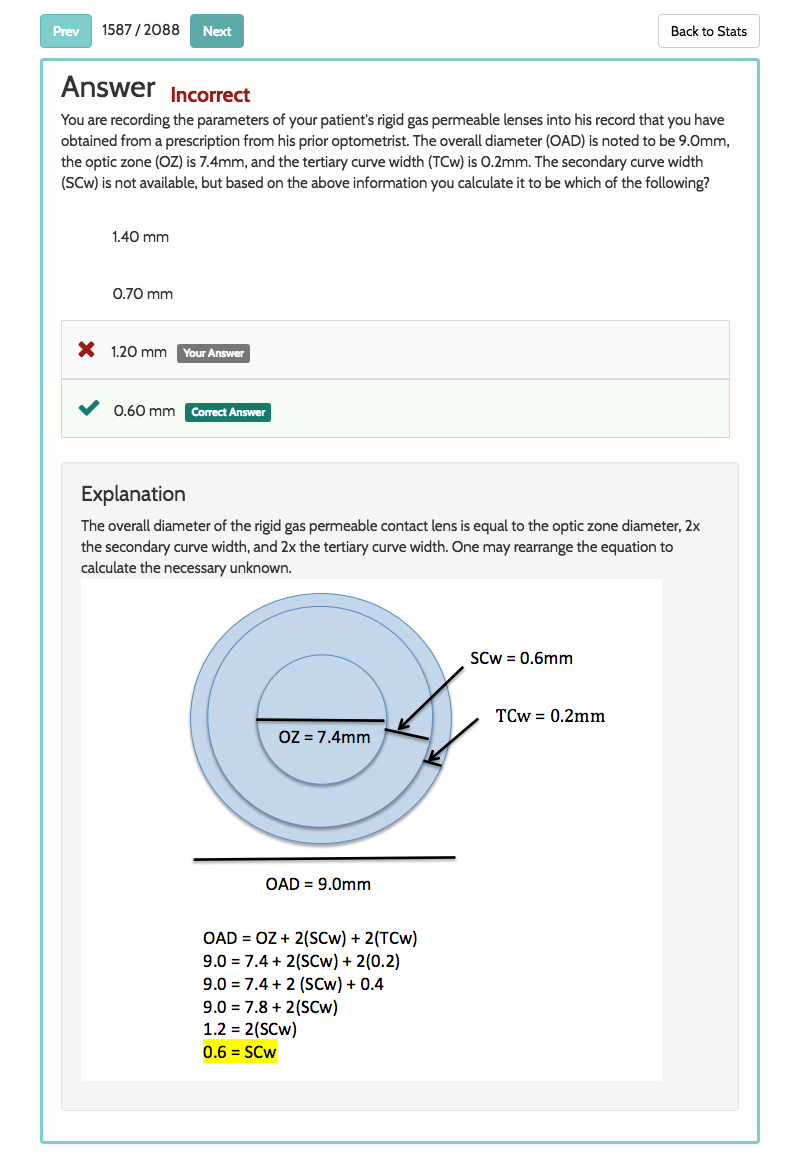 Prev 1587 / 2088 Next Back to Stats
Answer Incorrect
You are recording the parameters of your patient's rigid gas permeable lenses into his record that you have
obtained from a prescription from his prior optometrist. The overall diameter (OAD) is noted to be 9.0mm,
the optic zone (OZ) is 7.4mm, and the tertiary curve width (TCw) is 0.2mm. The secondary curve width
(SCw) is not available, but based on the above information you calculate it to be which of the following?
1.40 mm
0.70 mm
1.20 mm Your Answer
0.60 mm Correct Answer
Explanation
The overall diameter of the rigid gas permeable contact lens is equal to the optic zone diameter, 2x
the secondary curve width, and 2x the tertiary curve width. One may rearrange the equation to
calculate the necessary unknown.
SCw = 0.6mm
TCw = 0.2mm
OZ = 7.4mm
OAD = 9.0mm
OAD = OZ + 2(SCw) + 2(TCw)
9.0 = 7.4 + 2(SCw) + 2(0.2)
9.0 = 7.4 + 2 (SCw) + 0.4
9.0 = 7.8 + 2(SCw)
1.2 = 2(SCw)
0.6 = SCw